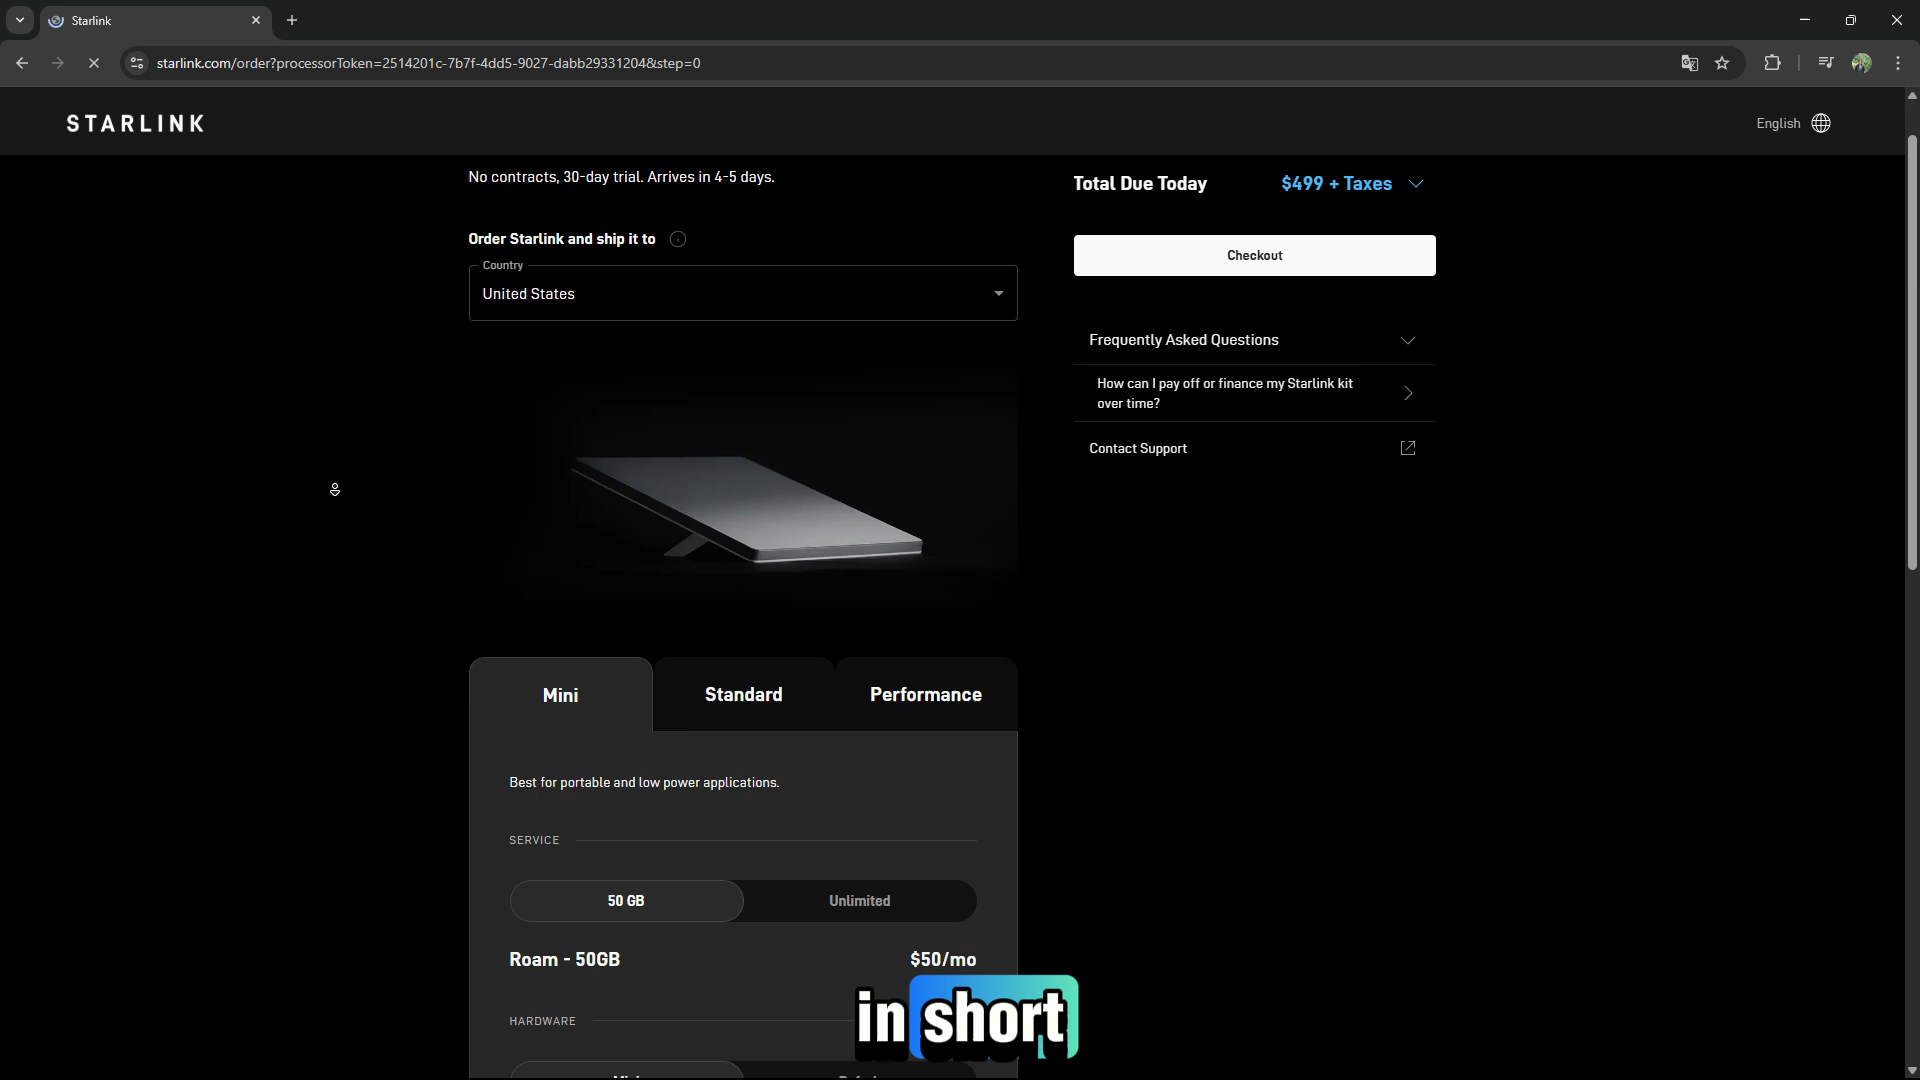 Starlink
starlink.com/order?processorToken=2514201c-7b7f-4dd5-9027-dabb29331204&step=0
STARLINK
English
No contracts, 30-day trial. Arrives in 4-5 days.
Order Starlink and ship it to
Country
United States
Total Due Today
$499 + Taxes
Checkout
Frequently Asked Questions
How can I pay off or finance my Starlink kit
over time?
Contact Support
Mini
Standard
Performance
Best for portable and low power applications.
SERVICE
50 GB
Unlimited
Roam - 50GB
$50/mo
HARDWARE
in short